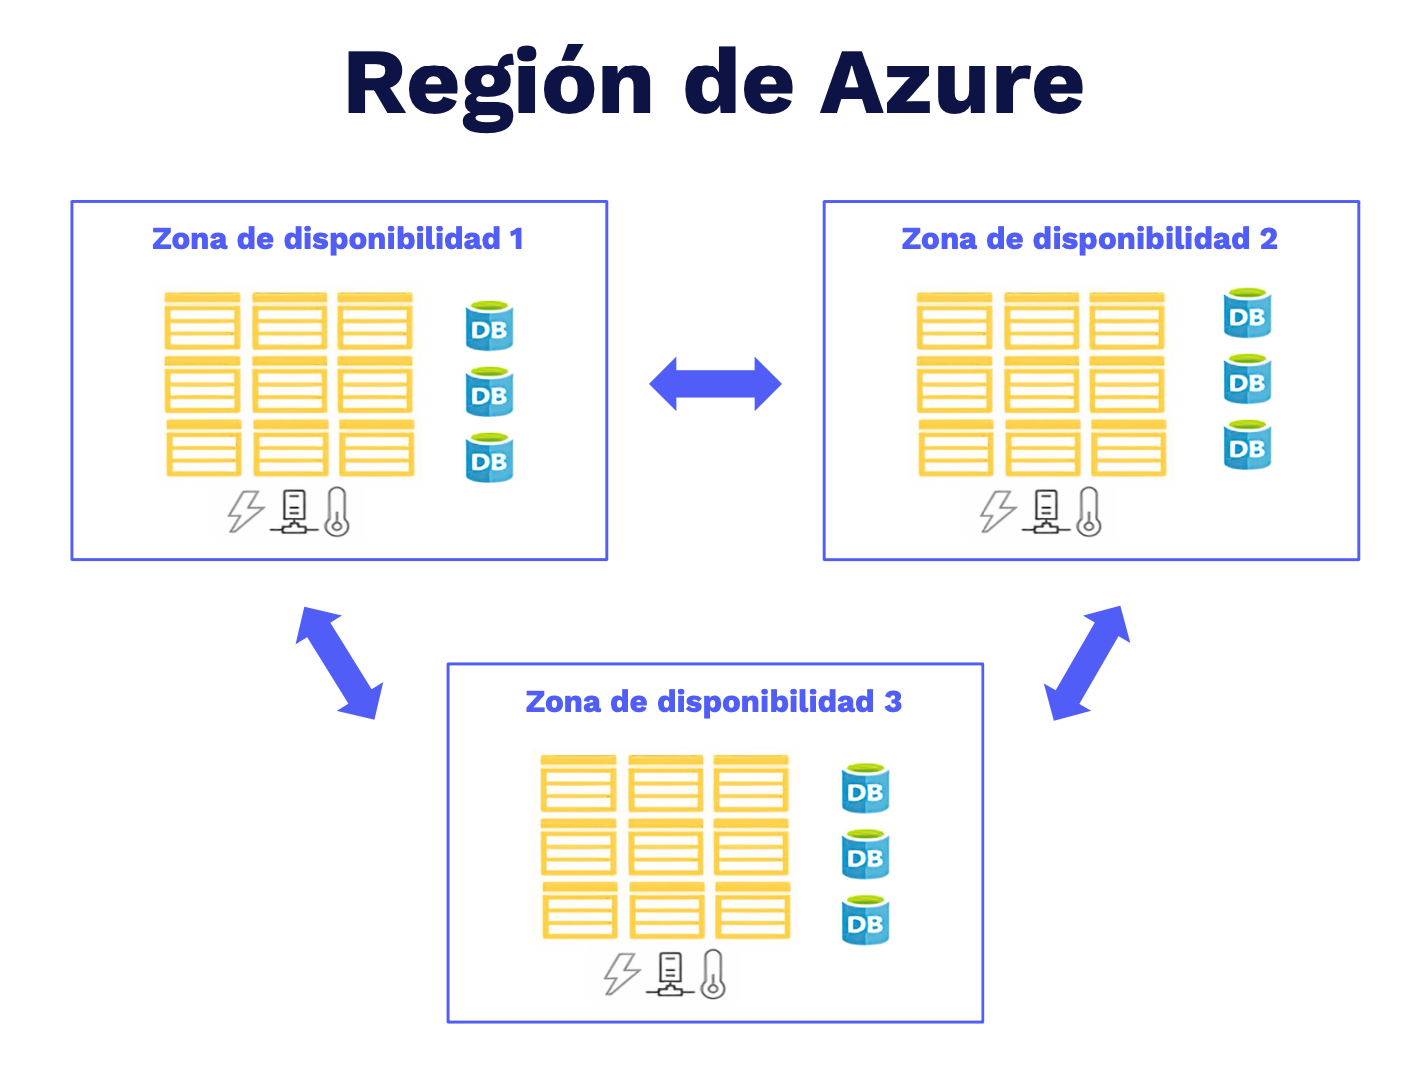 Región de Azure
Zona de disponibilidad 1
DB
DB
DB
Zona de disponibilidad 2
DB
DB
DB
Zona de disponibilidad 3
DB
DB
DB